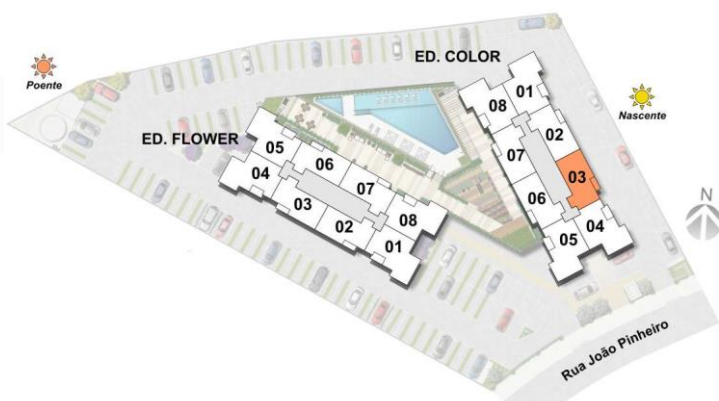 Poente
ED. COLOR
Nascente
ED. FLOWER
08
01
02
07
03
06
04
05
05
06
04
07
03
08
02
01
N
Rua João Pinheiro